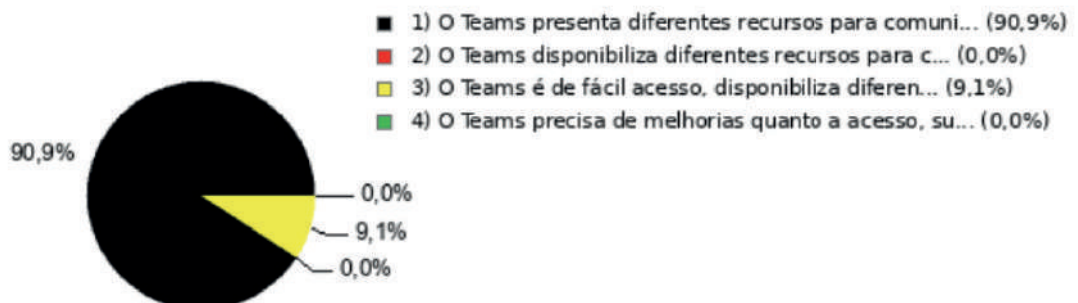 1) O Teams presenta diferentes recursos para comuni... (90,9%)
2) O Teams disponibiliza diferentes recursos para c... (0,0%)
3) O Teams é de fácil acesso, disponibiliza diferen... (9,1%)
4) O Teams precisa de melhorias quanto a acesso, su... (0,0%)
90,9%
0,0%
9,1%
0,0%